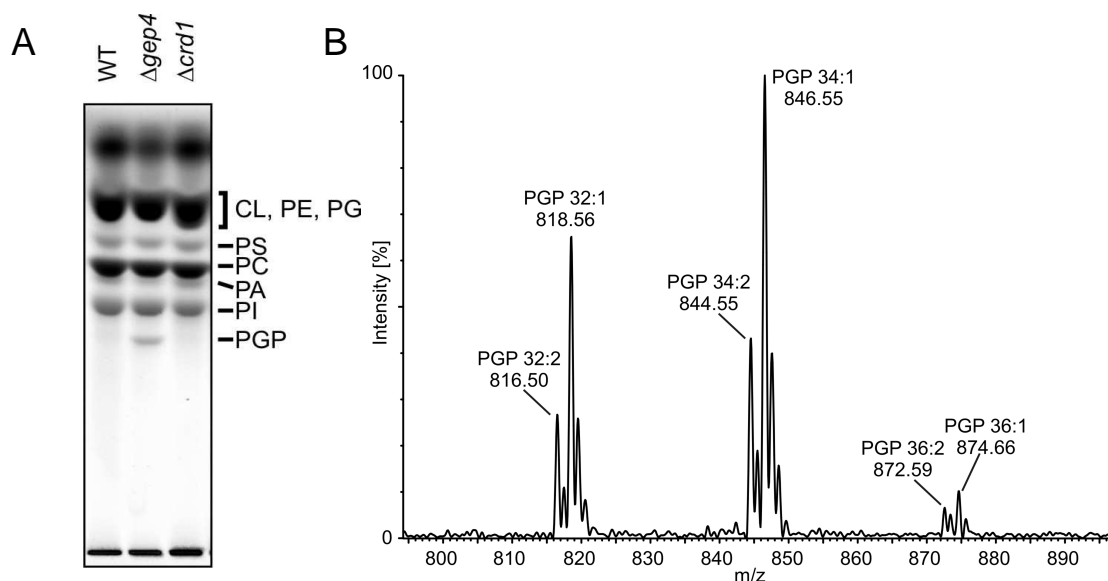 A
WT
Δgep4
Δcrd1
CL, PE, PG
PS
PC
PA
PI
PGP
B
100
0
Intensity [%]
PGP 32:2
816.50
PGP 32:1
818.56
PGP 34:2
844.55
PGP 34:1
846.55
PGP 36:2
872.59
PGP 36:1
874.66
800 810 820 830 840 850 860 870 880 890
m/z